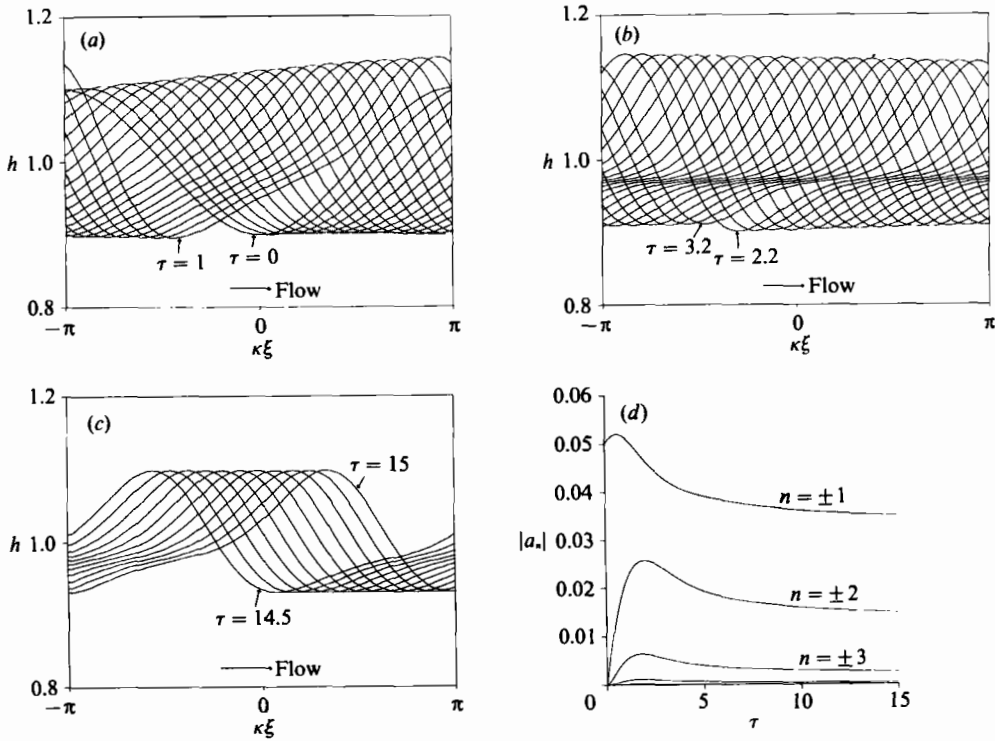 1.2
(a)
h
1.0
τ = 1
τ = 0
Flow
0.8
−π
0
π
κξ
1.2
(b)
h
1.0
τ = 3.2
τ = 2.2
Flow
0.8
−π
0
π
κξ
1.2
(c)
τ = 15
h
1.0
τ = 14.5
Flow
0.8
−π
0
π
κξ
0.06
(d)
0.05
0.04
n = ±1
|aₙ|
0.03
0.02
n = ±2
0.01
n = ±3
0
5
10
15
τ